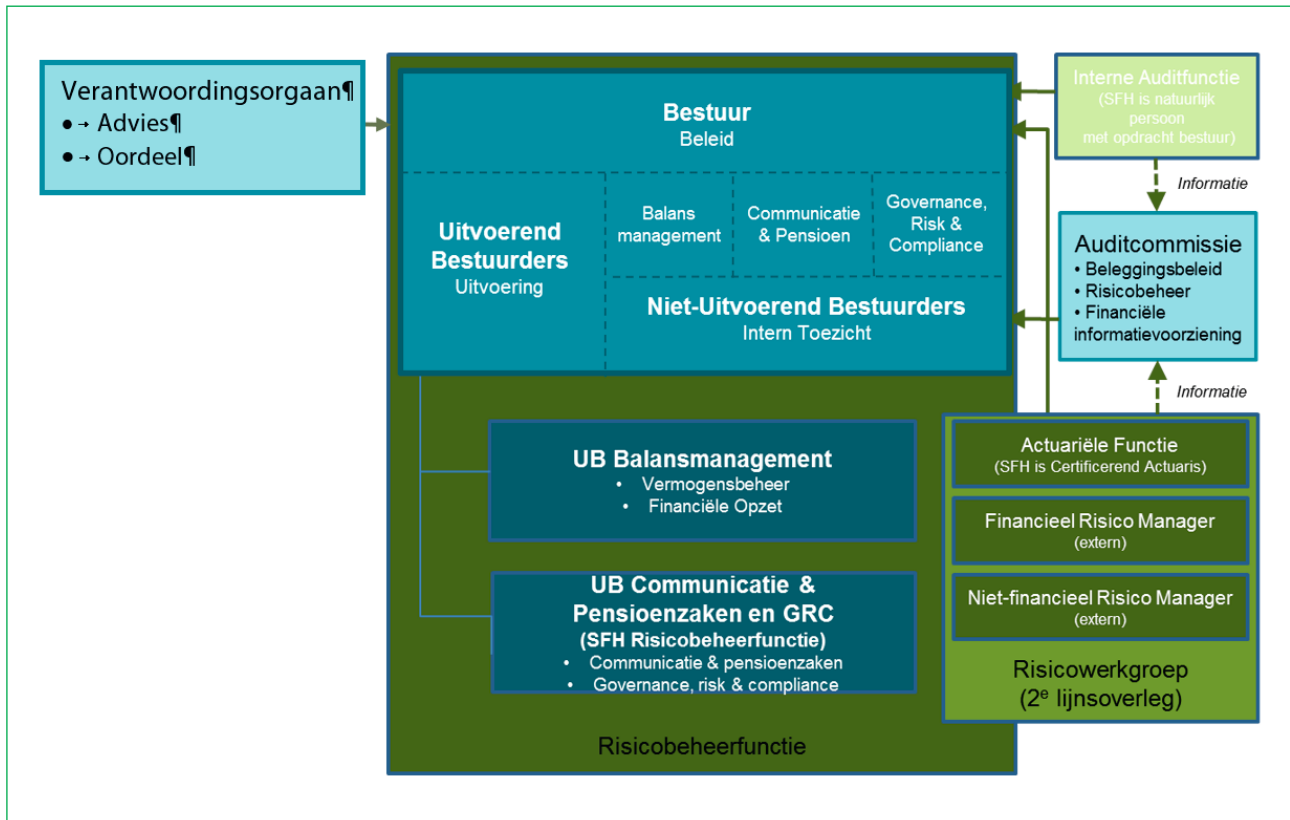 Verantwoordingsorgaan¶
●→ Advies¶
●→ Oordeel¶
Bestuur
Beleid
Uitvoerend
Bestuurders
Uitvoering
Balans
management
Communicatie
& Pensioen
Governance,
Risk &
Compliance
Niet-Uitvoerend Bestuurders
Intern Toezicht
UB Balansmanagement
• Vermogensbeheer
• Financiële Opzet
UB Communicatie &
Pensioenzaken en GRC
(SFH Risicobeheerfunctie)
• Communicatie & pensioenzaken
• Governance, risk & compliance
Risicobeheerfunctie
Interne Auditfunctie
(SFH is natuurlijk
persoon
met opdracht bestuur)
Informatie
Auditcommissie
• Beleggingsbeleid
• Risicobeheer
• Financiële
informatievoorziening
Informatie
Actuariële Functie
(SFH is Certificerend Actuaris)
Financieel Risico Manager
(extern)
Niet-financieel Risico Manager
(extern)
Risicowerkgroep
(2e lijnsoverleg)